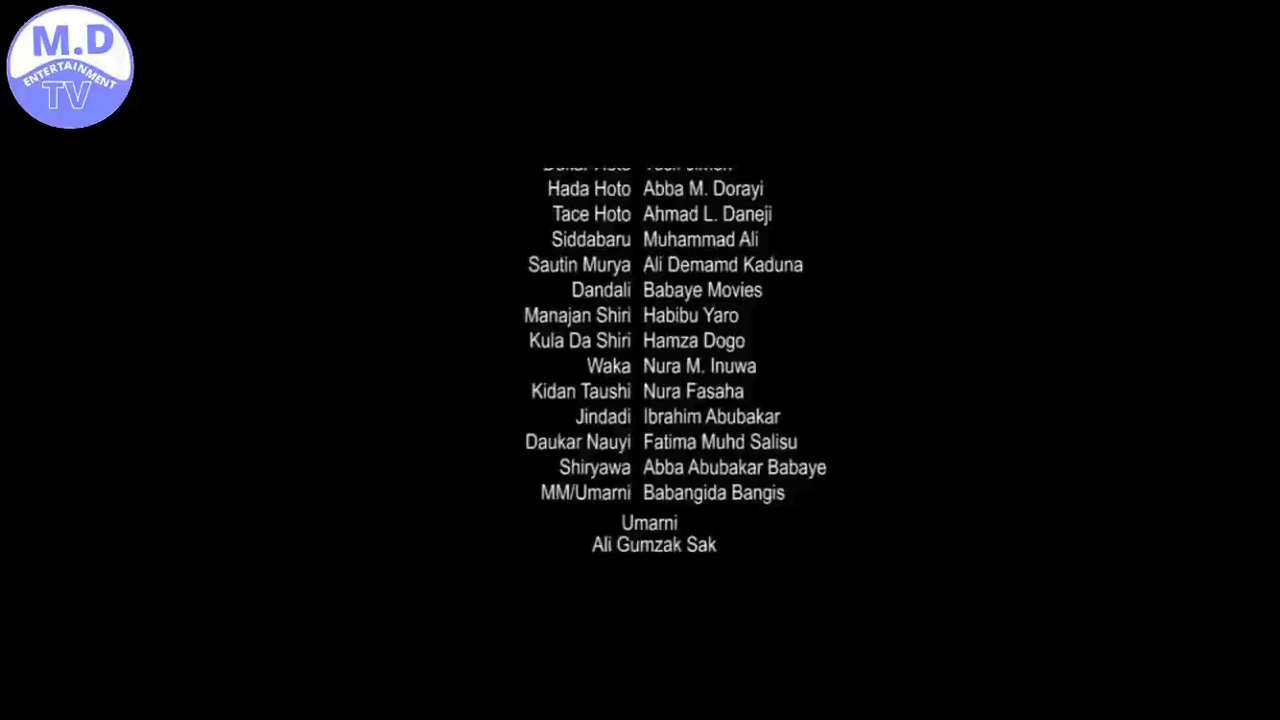 M.D
ENTERTAINMENT
TV
Hada Hoto Abba M. Dorayi
Tace Hoto Ahmad L. Daneji
Siddabaru Muhammad Ali
Sautin Murya Ali Demamd Kaduna
Dandali Babaye Movies
Manajan Shiri Habibu Yaro
Kula Da Shiri Hamza Dogo
Waka Nura M. Inuwa
Kidan Taushi Nura Fasaha
Jindadi Ibrahim Abubakar
Daukar Nauyi Fatima Muhd Salisu
Shiryawa Abba Abubakar Babaye
MM/Umarni Babangida Bangis
Umarni
Ali Gumzak Sak